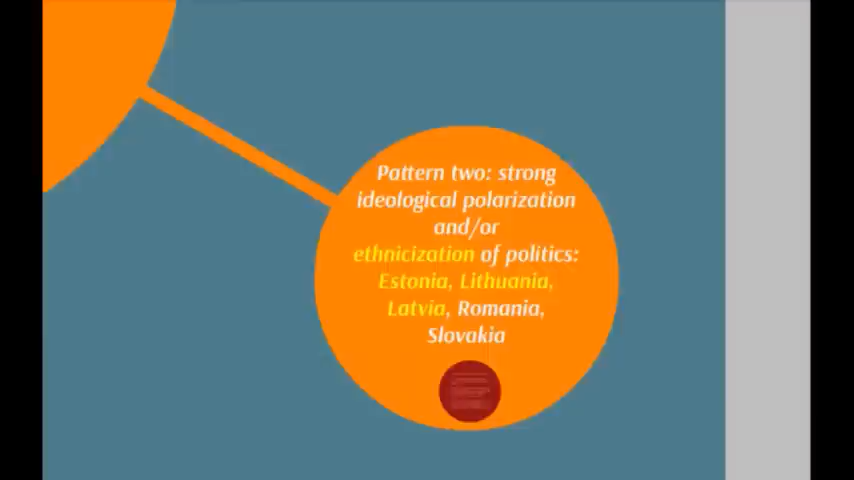 Pattern two: strong
ideological polarization
and/or
ethnicization of politics:
Estonia, Lithuania,
Latvia, Romania,
Slovakia